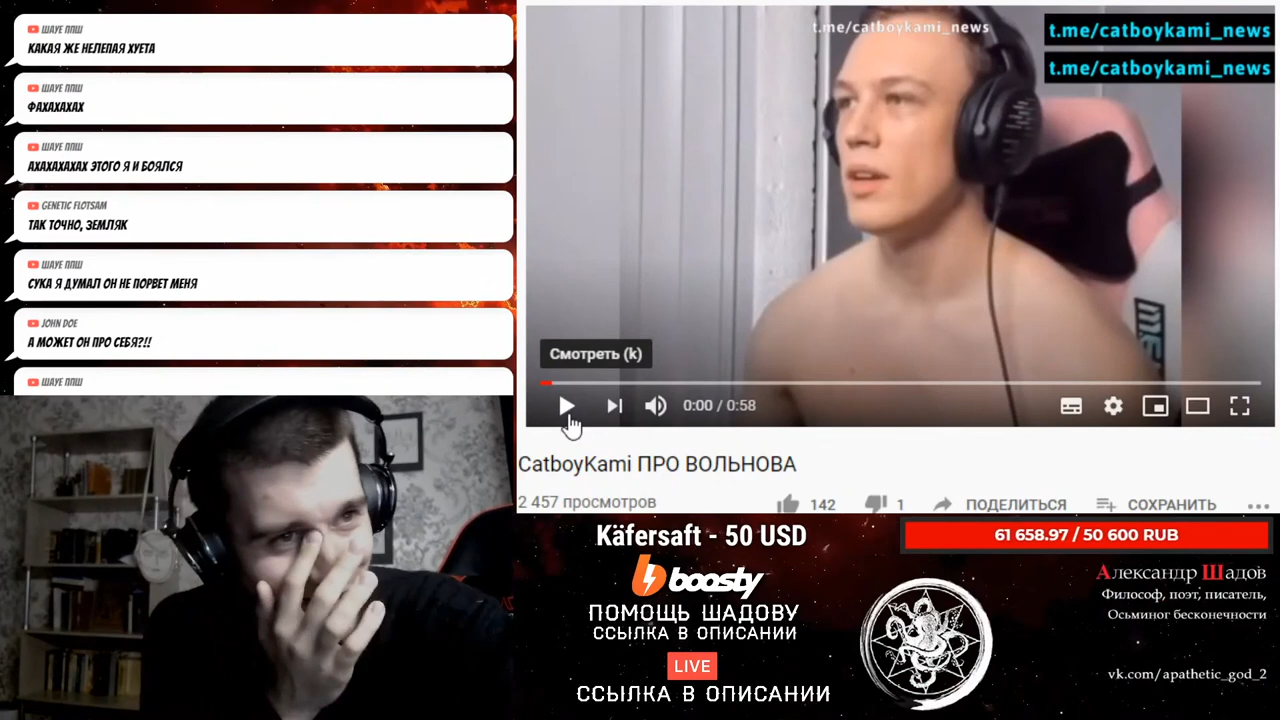 ШАУЕ ППШ
КАКАЯ ЖЕ НЕЛЕПАЯ ХУЕТА
ШАУЕ ППШ
ФАХАХАХАХ
ШАУЕ ППШ
АХАХАХАХАХ ЭТОГО Я И БОЯЛСЯ
GENETIC FLOTSAM
ТАК ТОЧНО, ЗЕМЛЯК
ШАУЕ ППШ
СУКА Я ДУМАЛ ОН НЕ ПОРВЕТ МЕНЯ
JOHN DOE
А МОЖЕТ ОН ПРО СЕБЯ?!!
ШАУЕ ППШ
t.me/catboykami_news
t.me/catboykami_news
t.me/catboykami_news
Смотреть (k)
0:00 / 0:58
CatboyKami ПРО ВОЛЬНОВА
2 457 просмотров
142
1
ПОДЕЛИТЬСЯ
СОХРАНИТЬ
Käfersaft - 50 USD
boosty
ПОМОЩЬ ШАДОВУ
ССЫЛКА В ОПИСАНИИ
LIVE
ССЫЛКА В ОПИСАНИИ
61 658.97 / 50 600 RUB
Александр Шадов
Философ, поэт, писатель,
Осьминог бесконечности
vk.com/apathetic_god_2